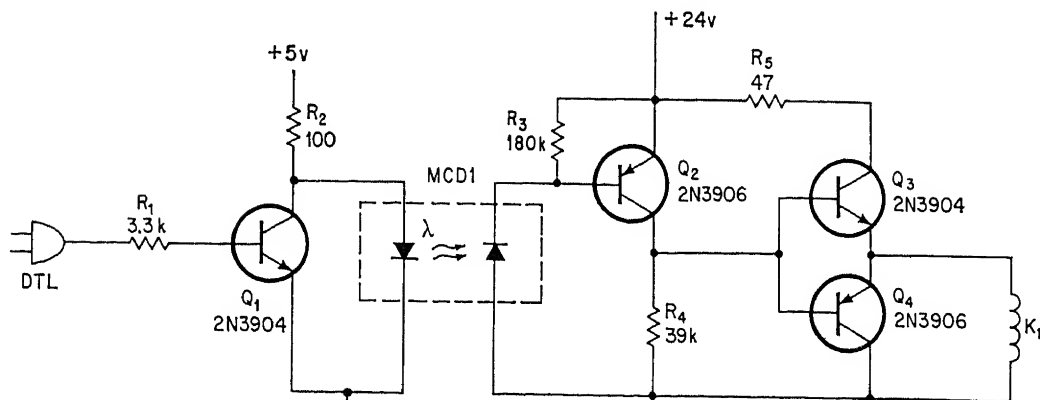 +24v
+5v
R5
47
R2
100
R3
180k
MCD1
Q2
2N3906
Q3
2N3904
R1
3.3k
λ
DTL
Q1
2N3904
R4
39k
Q4
2N3906
K1